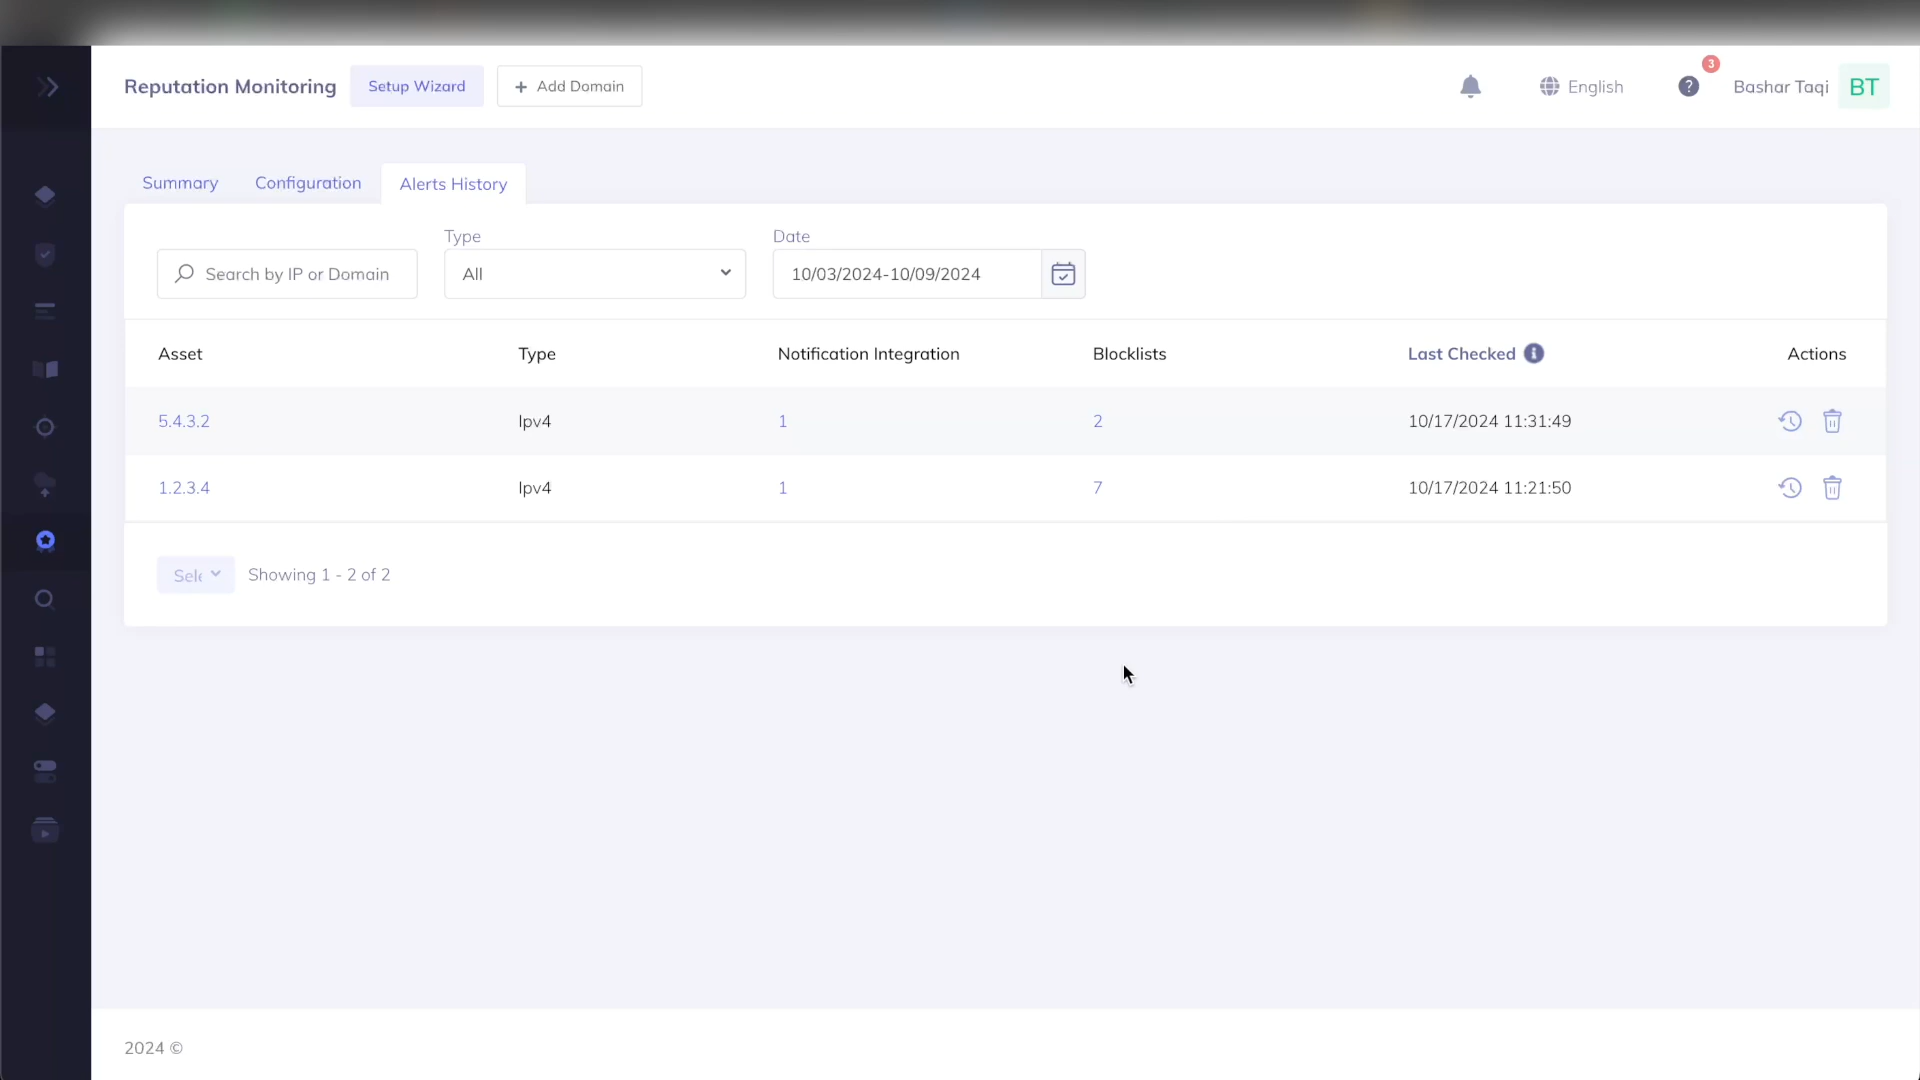 Reputation Monitoring
Setup Wizard
+ Add Domain
English
?
3
Bashar Taqi
BT
Summary
Configuration
Alerts History
Search by IP or Domain
Type
All
Date
10/03/2024-10/09/2024
Asset Type Notification Integration Blocklists Last Checked i Actions
5.4.3.2 Ipv4 1 2 10/17/2024 11:31:49
1.2.3.4 Ipv4 1 7 10/17/2024 11:21:50
Sele
Showing 1 - 2 of 2
2024 ©